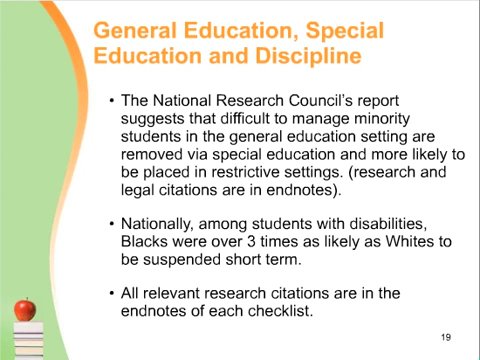 General Education, Special
Education and Discipline
• The National Research Council's report
suggests that difficult to manage minority
students in the general education setting are
removed via special education and more likely to
be placed in restrictive settings. (research and
legal citations are in endnotes).
• Nationally, among students with disabilities,
Blacks were over 3 times as likely as Whites to
be suspended short term.
• All relevant research citations are in the
endnotes of each checklist.
19